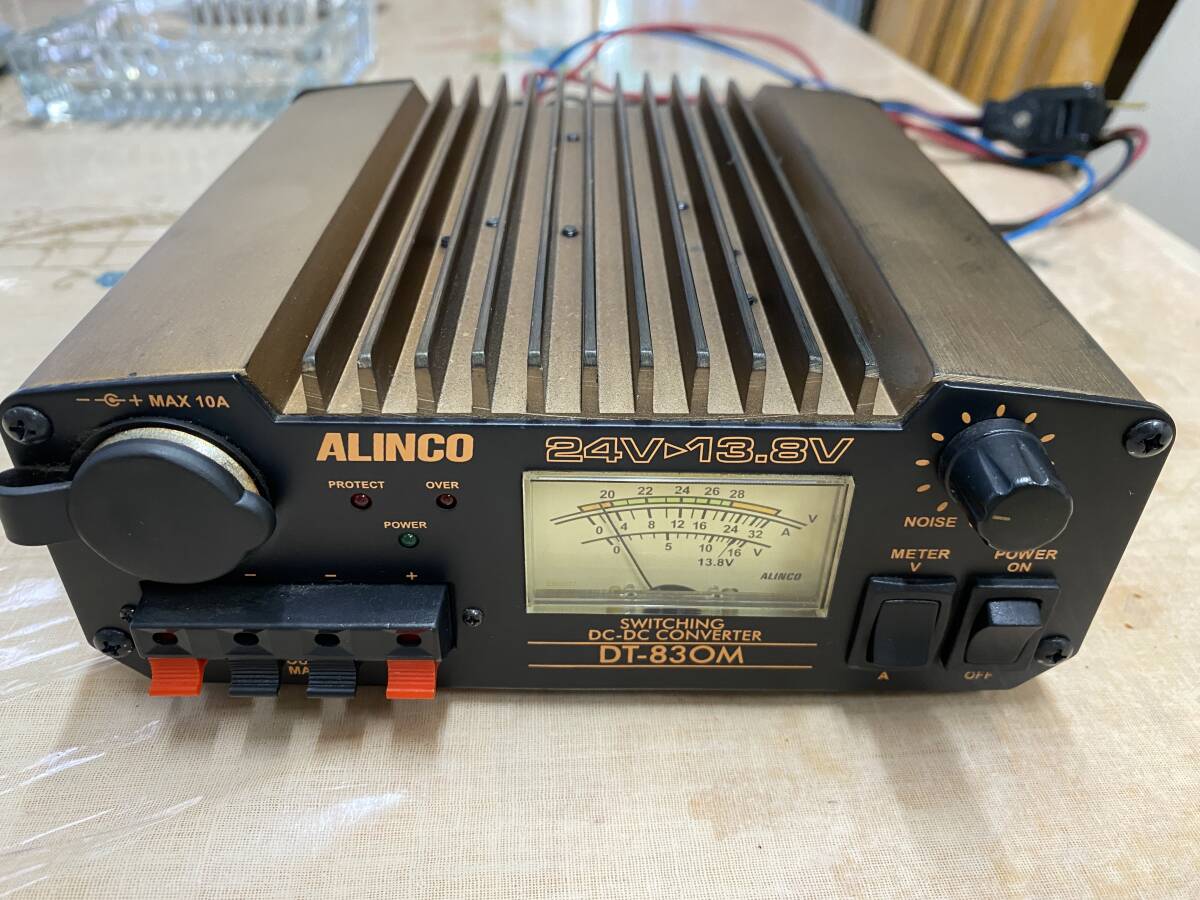 − + MAX 10A
ALINCO
24V▷13.8V
PROTECT OVER
POWER
− − +
20 22 24 26 28
V
0 4 8 12 16 24 32 A
0 5 10 16 V
13.8V
ALINCO
SWITCHING
DC-DC CONVERTER
DT-830M
NOISE
METER
V
A
POWER
ON
OFF